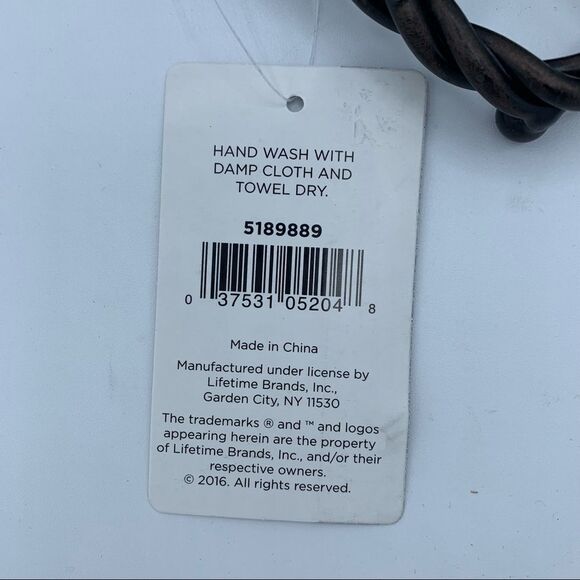 HAND WASH WITH
DAMP CLOTH AND
TOWEL DRY.
5189889
0 37531 05204 8
Made in China
Manufactured under license by
Lifetime Brands, Inc.,
Garden City, NY 11530
The trademarks ® and ™ and logos
appearing herein are the property
of Lifetime Brands, Inc., and/or their
respective owners.
© 2016. All rights reserved.